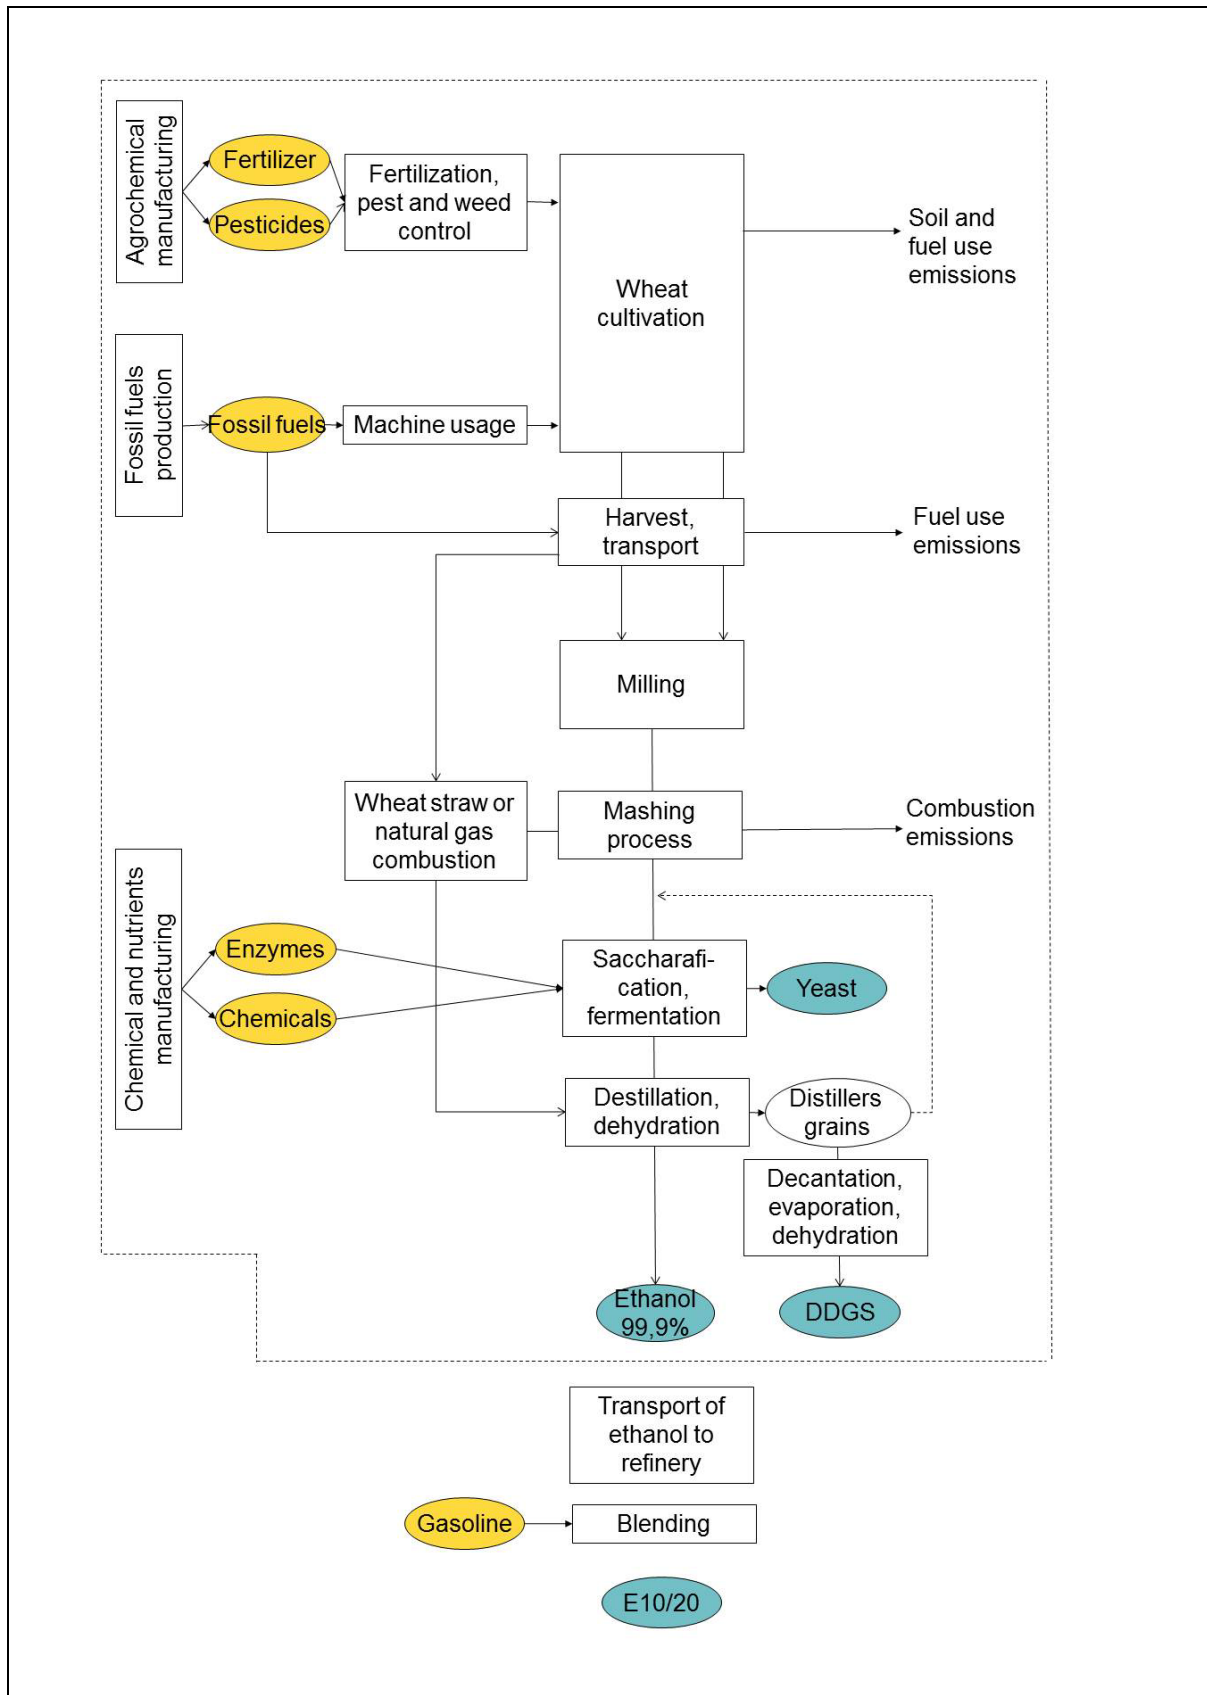 Agrochemical
manufacturing
Fertilizer
Pesticides
Fertilization,
pest and weed
control
Wheat
cultivation
Soil and
fuel use
emissions
Fossil fuels
production
Fossil fuels
Machine usage
Harvest,
transport
Fuel use
emissions
Milling
Wheat straw or
natural gas
combustion
Mashing
process
Combustion
emissions
Chemical and nutrients
manufacturing
Enzymes
Chemicals
Saccharafi-
cation,
fermentation
Yeast
Destillation,
dehydration
Distillers
grains
Decantation,
evaporation,
dehydration
Ethanol
99,9%
DDGS
Transport of
ethanol to
refinery
Gasoline
Blending
E10/20